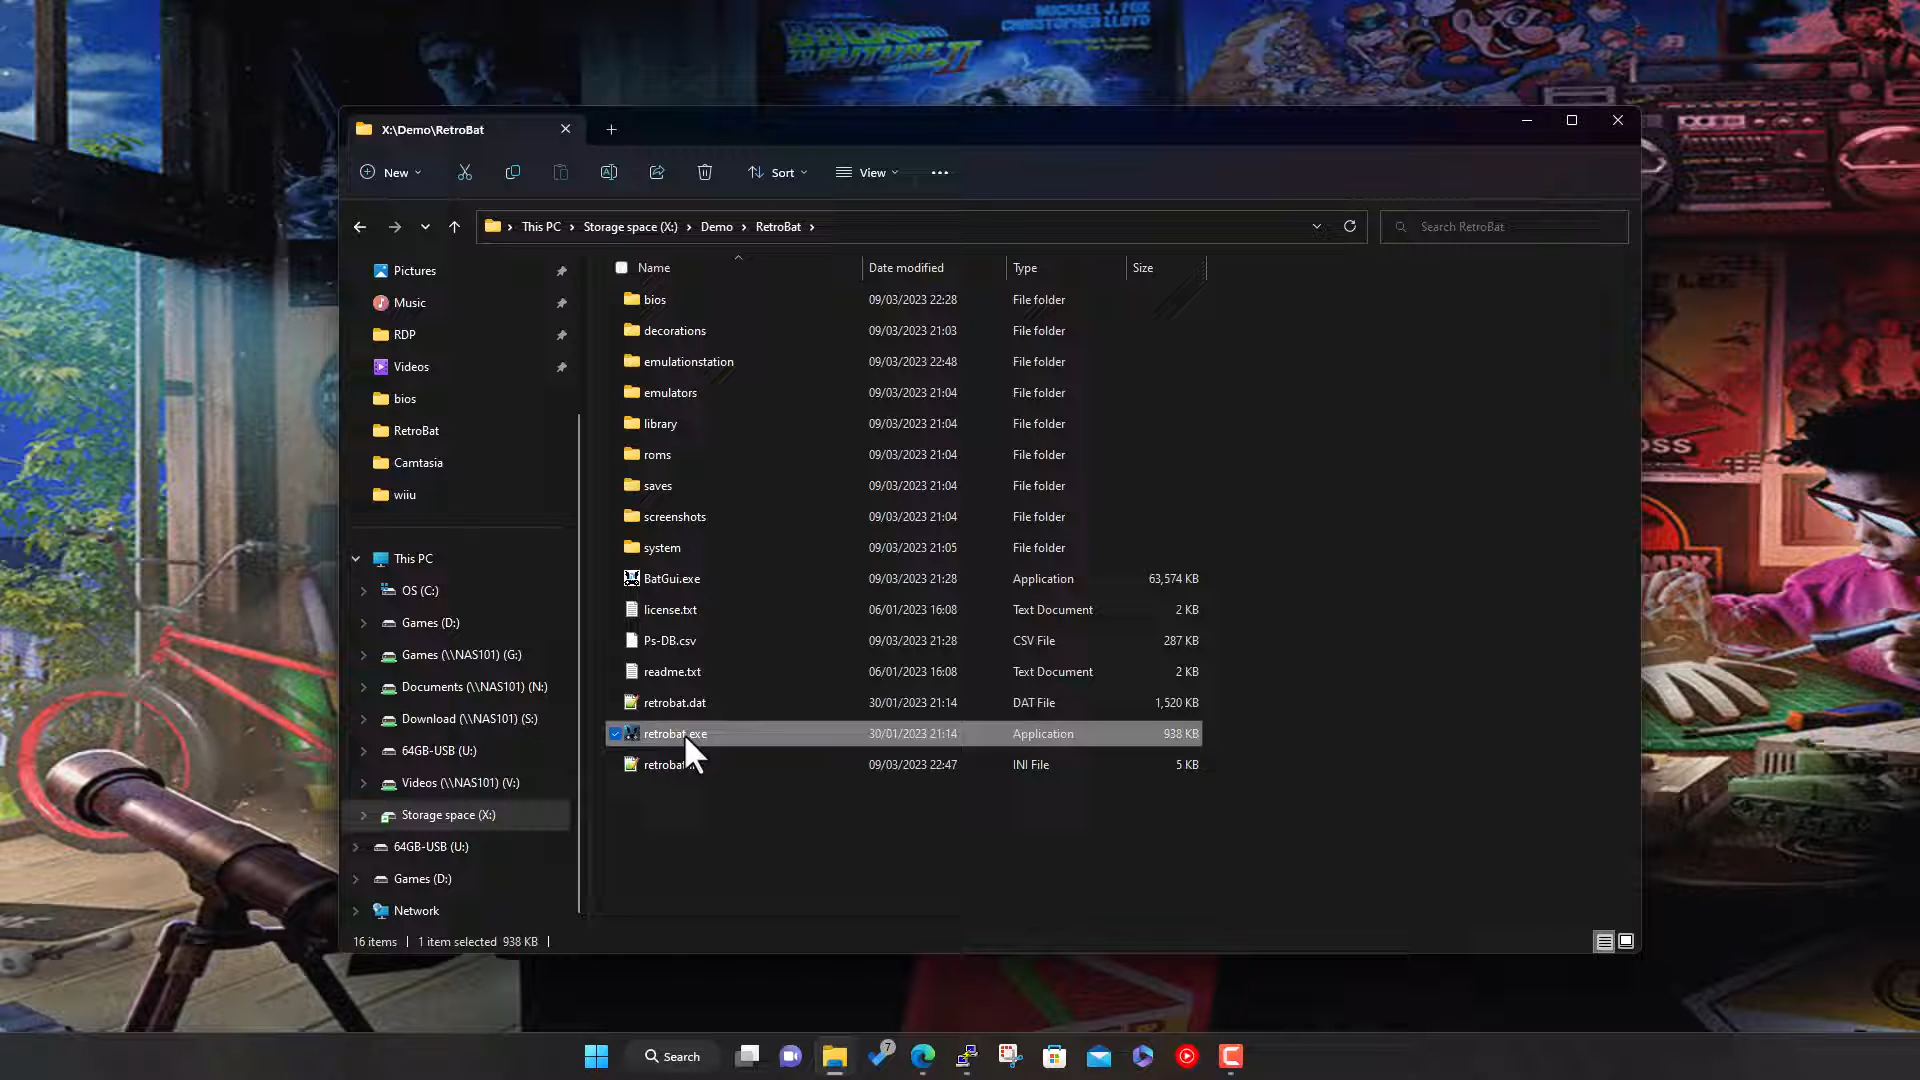 MICHAEL J. FOX
CHRISTOPHER LLOYD
BACK
FUTURE II
X:\Demo\RetroBat
New
Sort
View
This PC
Storage space (X:)
Demo
RetroBat
Search RetroBat
Pictures
Music
RDP
Videos
bios
RetroBat
Camtasia
wiiu
This PC
OS (C:)
Games (D:)
Games (\\NAS101) (G:)
Documents (\\NAS101) (N:)
Download (\\NAS101) (S:)
64GB-USB (U:)
Videos (\\NAS101) (V:)
Storage space (X:)
64GB-USB (U:)
Games (D:)
Network
Name Date modified Type Size
bios 09/03/2023 22:28 File folder
decorations 09/03/2023 21:03 File folder
emulationstation 09/03/2023 22:48 File folder
emulators 09/03/2023 21:04 File folder
library 09/03/2023 21:04 File folder
roms 09/03/2023 21:04 File folder
saves 09/03/2023 21:04 File folder
screenshots 09/03/2023 21:04 File folder
system 09/03/2023 21:05 File folder
BatGui.exe 09/03/2023 21:28 Application 63,574 KB
license.txt 06/01/2023 16:08 Text Document 2 KB
Ps-DB.csv 09/03/2023 21:28 CSV File 287 KB
readme.txt 06/01/2023 16:08 Text Document 2 KB
retrobat.dat 30/01/2023 21:14 DAT File 1,520 KB
retrobat.exe 30/01/2023 21:14 Application 938 KB
retrobat 09/03/2023 22:47 INI File 5 KB
16 items 1 item selected 938 KB
Search
7